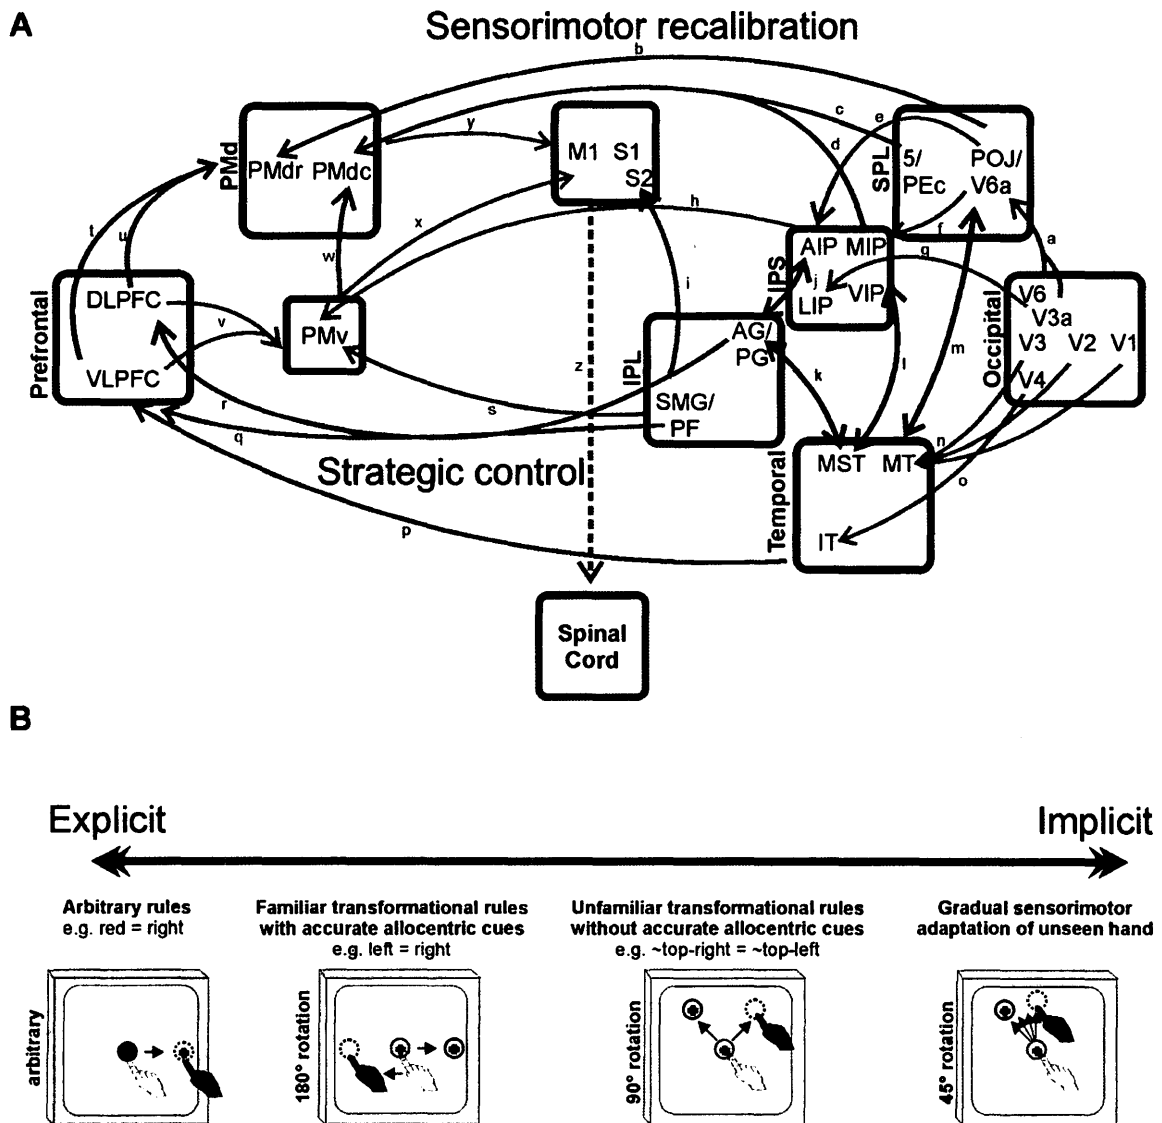 A
Sensorimotor recalibration
b
y
c
e
d
PMd
PMdr PMdc
M1 S1
S2
SPL
5/
PEc
POJ/
V6a
t
u
x
h
f
a
w
AIP MIP
g
IPS
j
LIP
VIP
Prefrontal
DLPFC
VLPFC
v
PMv
i
z
IPL
AG/
PG
SMG/
PF
k
l
m
Occipital
V6
V3a
V3 V2 V1
V4
r
s
q
n
o
Strategic control
p
Temporal
MST MT
IT
Spinal
Cord
B
Explicit
Implicit
Arbitrary rules
e.g. red = right
Familiar transformational rules
with accurate allocentric cues
e.g. left = right
Unfamiliar transformational rules
without accurate allocentric cues
e.g. ~top-right = ~top-left
Gradual sensorimotor
adaptation of unseen hand
arbitrary
180° rotation
90° rotation
45° rotation